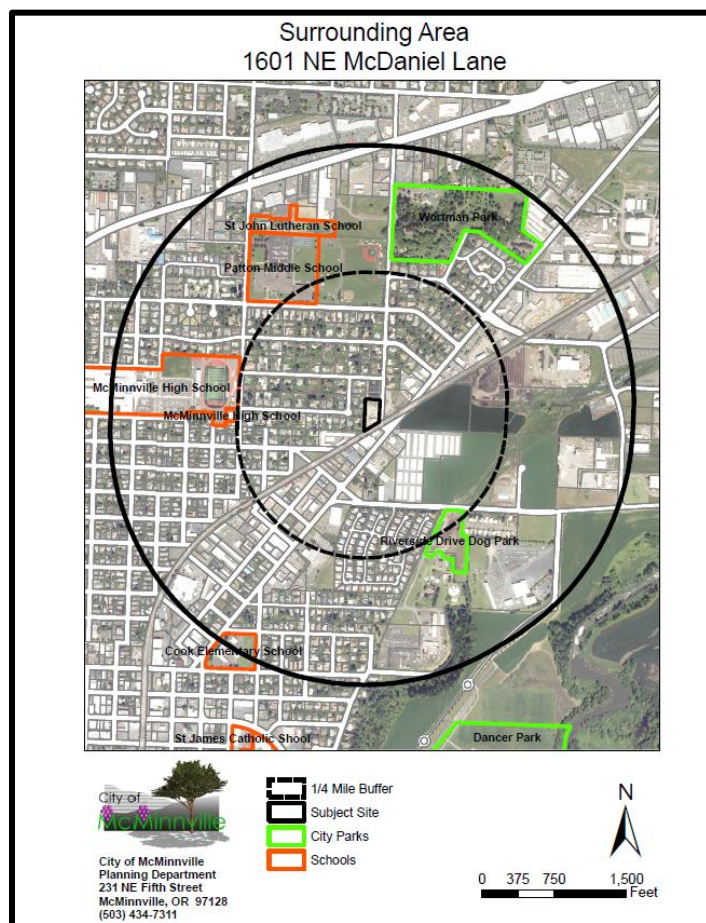 Surrounding Area
1601 NE McDaniel Lane
Wortman Park
St John Lutheran School
Patton Middle School
McMinnville High School
McMinnville High School
Riverside Drive Dog Park
Cook Elementary School
St James Catholic Shool
Dancer Park
City of
McMinnville
City of McMinnville
Planning Department
231 NE Fifth Street
McMinnville, OR 97128
(503) 434-7311
1/4 Mile Buffer
Subject Site
City Parks
Schools
N
0 375 750 1,500
Feet